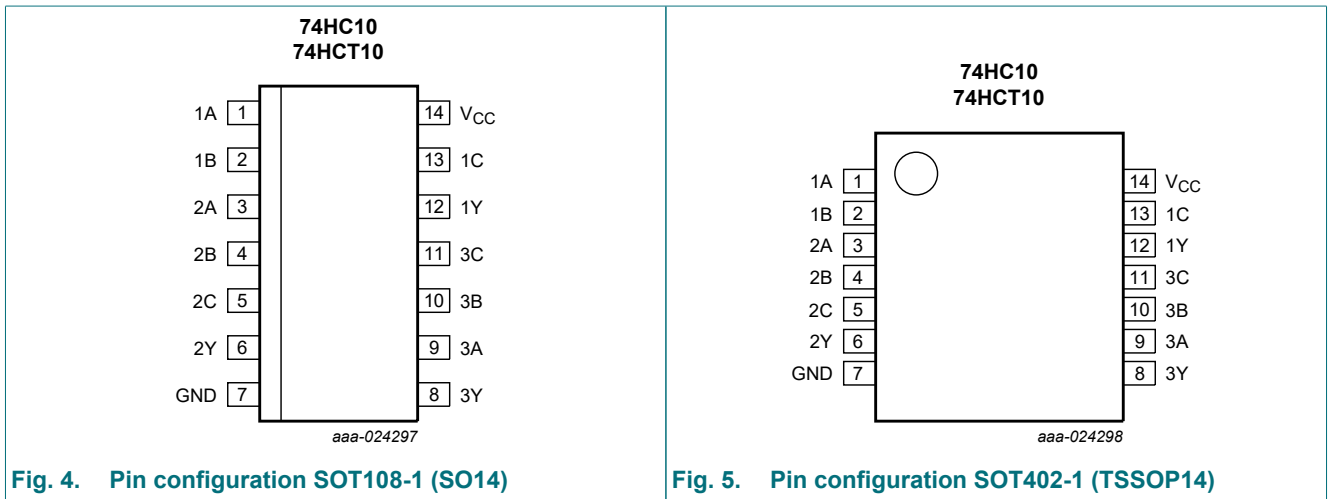 74HC10
74HCT10
1A 1 14 VCC
1B 2 13 1C
2A 3 12 1Y
2B 4 11 3C
2C 5 10 3B
2Y 6 9 3A
GND 7 8 3Y
aaa-024297
Fig. 4. Pin configuration SOT108-1 (SO14)
74HC10
74HCT10
1A 1 14 VCC
1B 2 13 1C
2A 3 12 1Y
2B 4 11 3C
2C 5 10 3B
2Y 6 9 3A
GND 7 8 3Y
aaa-024298
Fig. 5. Pin configuration SOT402-1 (TSSOP14)